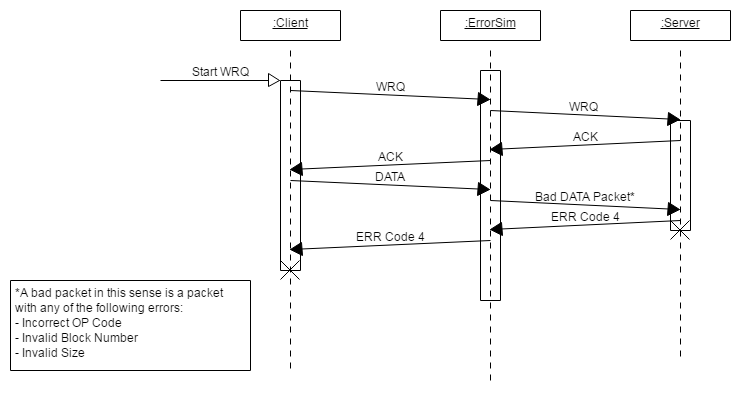 :Client
:ErrorSim
:Server
Start WRQ
WRQ
WRQ
ACK
ACK
DATA
Bad DATA Packet*
ERR Code 4
ERR Code 4
*A bad packet in this sense is a packet
with any of the following errors:
- Incorrect OP Code
- Invalid Block Number
- Invalid Size